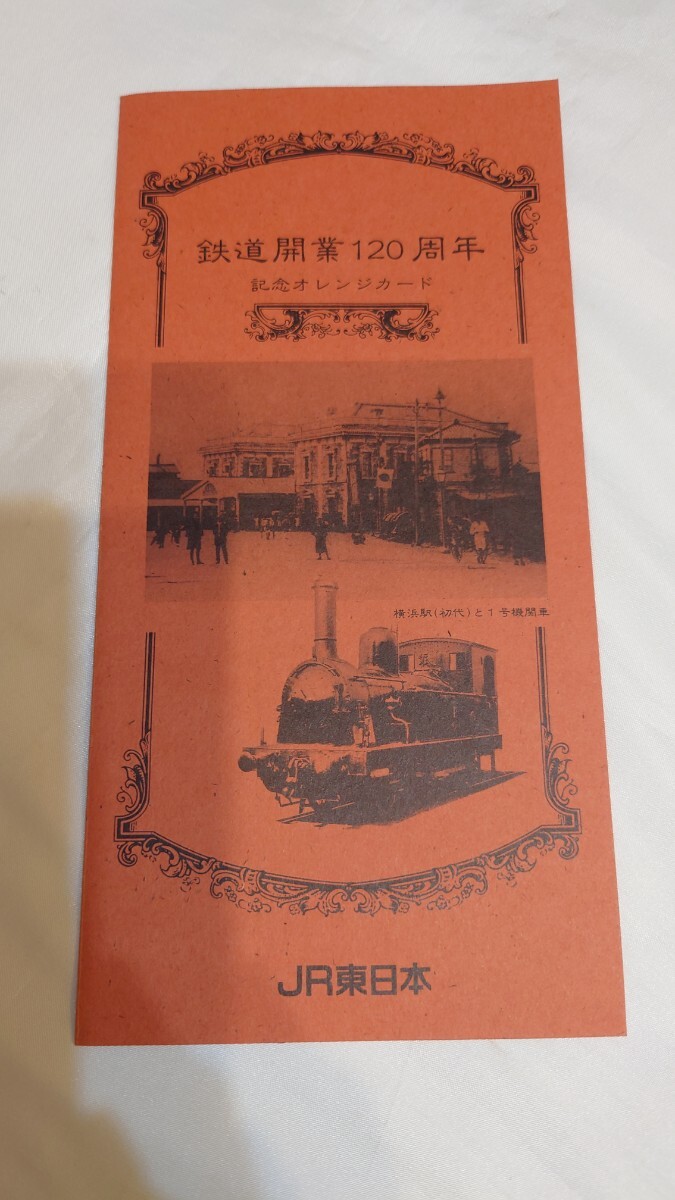 鉄道開業120周年
記念オレンジカード
横浜駅(初代)と1号機関車
JR東日本